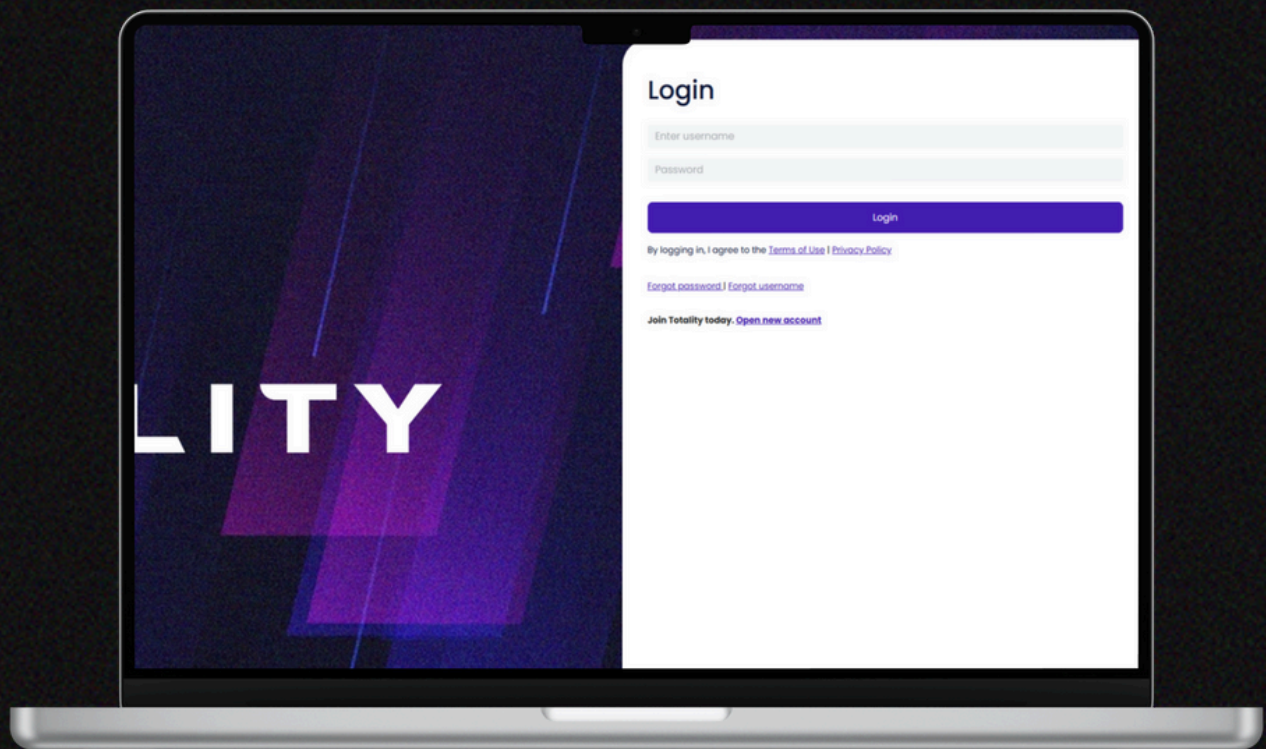 Login
Enter username
Password
Login
By logging in, I agree to the Terms of Use | Privacy Policy
Forgot password | Forgot username
Join Totality today. Open new account
LITY